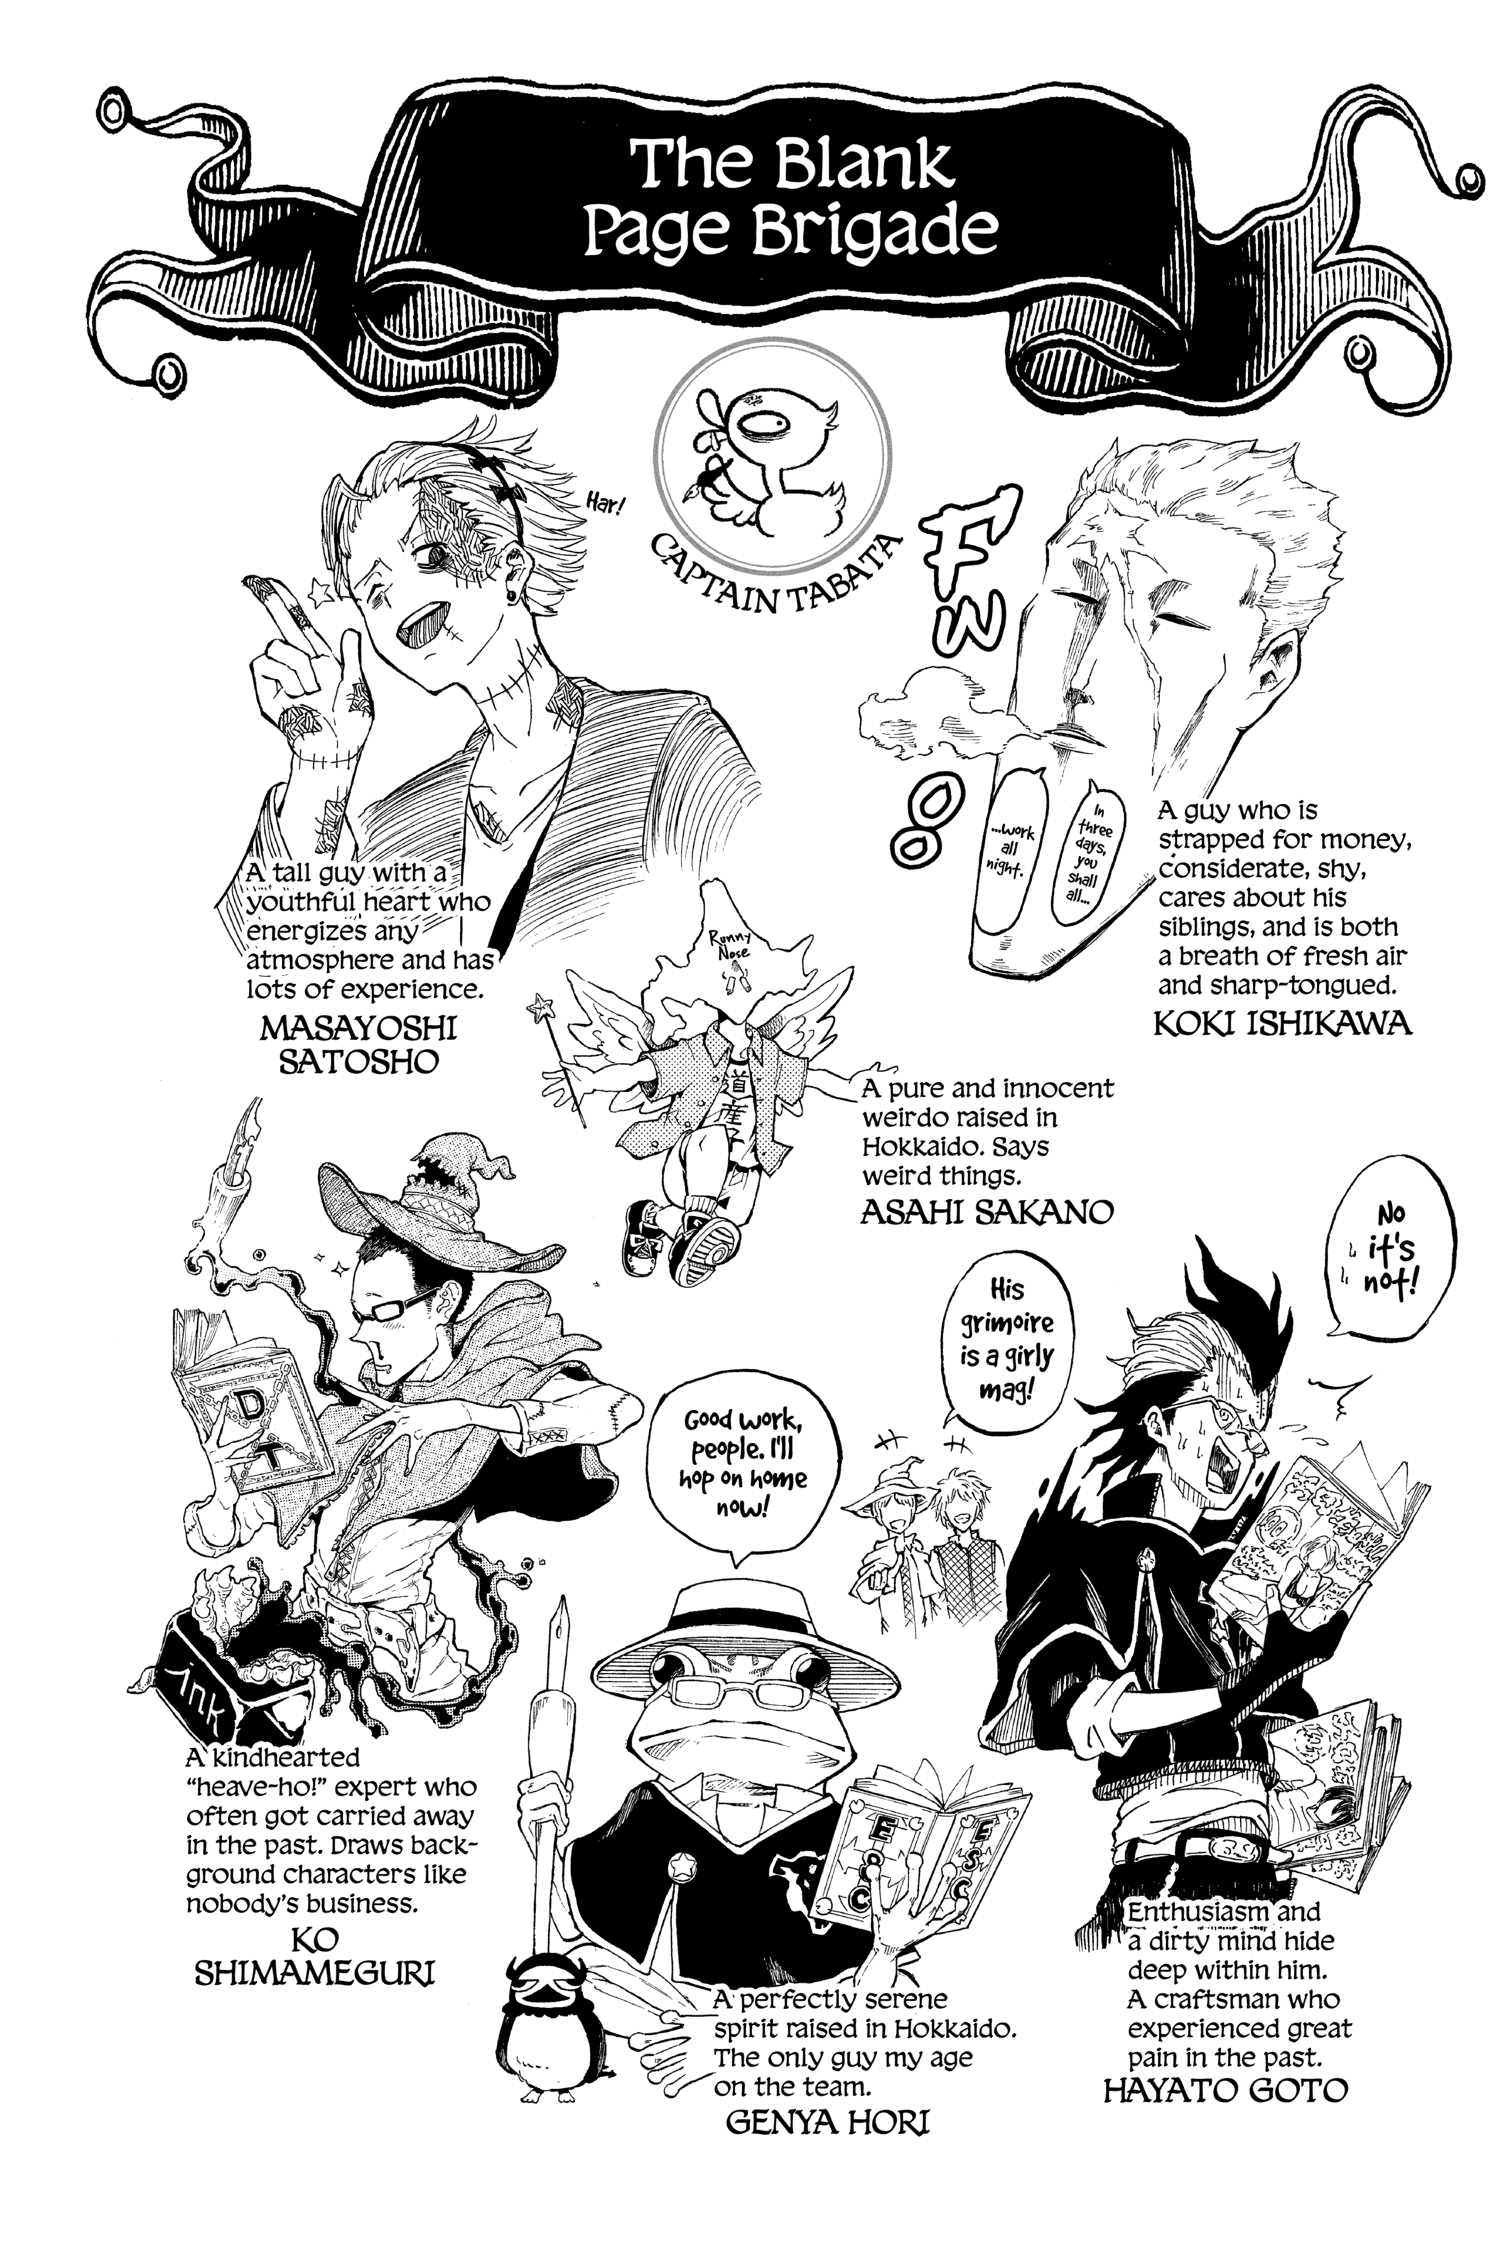 The Blank
Page Brigade
CAPTAIN TABATA
Har!
Fw
oo
In
three
days,
you
shall
all...
...work
all
night.
A tall guy with a
youthful heart who
energizes any
atmosphere and has
lots of experience.
MASAYOSHI
SATOSHO
A guy who is
strapped for money,
considerate, shy,
cares about his
siblings, and is both
a breath of fresh air
and sharp-tongued.
KOKI ISHIKAWA
Runny
Nose
道
産
子
A pure and innocent
weirdo raised in
Hokkaido. Says
weird things.
ASAHI SAKANO
D
T
ink
A kindhearted
“heave-ho!” expert who
often got carried away
in the past. Draws back-
ground characters like
nobody’s business.
KO
SHIMAMEGURI
Good work,
people. I'll
hop on home
now!
E
D
C
E
S
C
A perfectly serene
spirit raised in Hokkaido.
The only guy my age
on the team.
GENYA HORI
His
grimoire
is a girly
mag!
No
it's
not!
Enthusiasm and
a dirty mind hide
deep within him.
A craftsman who
experienced great
pain in the past.
HAYATO GOTO